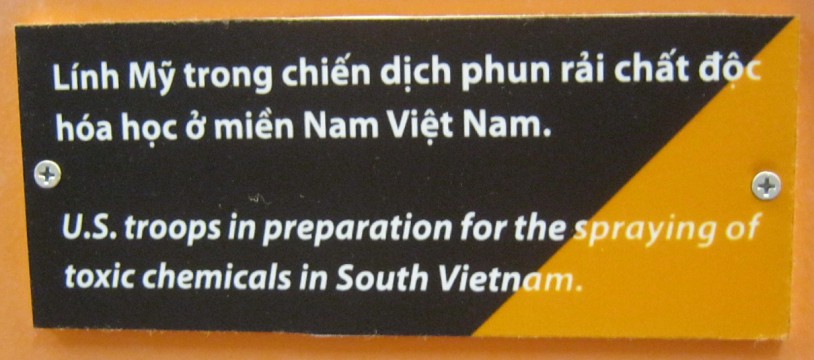 Lính Mỹ trong chiến dịch phun rải chất độc
hóa học ở miền Nam Việt Nam.
U.S. troops in preparation for the spraying of
toxic chemicals in South Vietnam.